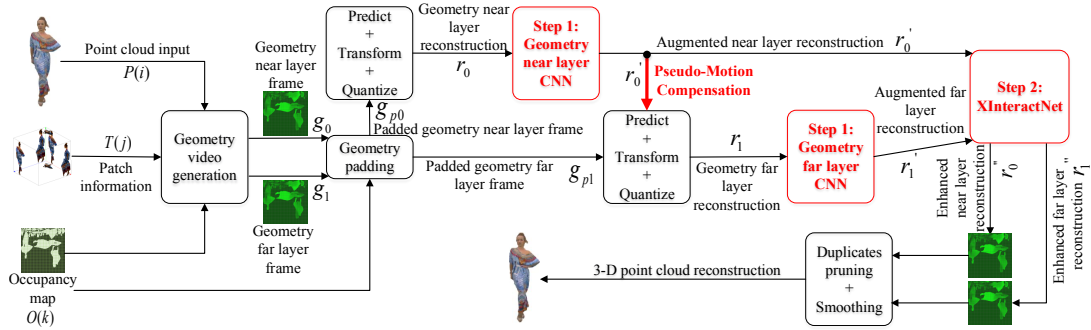 Point cloud input
P(i)
T(j)
Patch
information
Occupancy
map
O(k)
Geometry
video
generation
Geometry
near layer
frame
g0
g1
Geometry
far layer
frame
Geometry
padding
gp0
Predict
+
Transform
+
Quantize
Geometry near
layer
reconstruction
r0
Step 1:
Geometry
near layer
CNN
Augmented near layer reconstruction r0'
r0'
Pseudo-Motion
Compensation
Padded geometry near layer frame
Padded geometry far
layer frame
gp1
Predict
+
Transform
+
Quantize
r1
Geometry far
layer
reconstruction
Step 1:
Geometry
far layer
CNN
Augmented far
layer
reconstruction
r1'
Step 2:
XInteractNet
Enhanced
near layer
reconstruction
r0''
Enhanced far layer
reconstruction r1''
Duplicates
pruning
+
Smoothing
3-D point cloud reconstruction